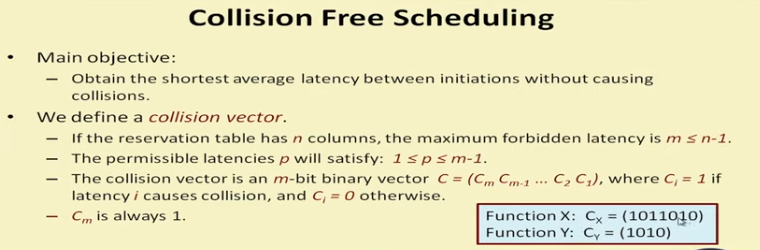 Collision Free Scheduling
• Main objective:
– Obtain the shortest average latency between initiations without causing
collisions.
• We define a collision vector.
– If the reservation table has n columns, the maximum forbidden latency is m ≤ n-1.
– The permissible latencies p will satisfy: 1 ≤ p ≤ m-1.
– The collision vector is an m-bit binary vector C = (Cm Cm-1 ... C2 C1), where Ci = 1 if
latency i causes collision, and Ci = 0 otherwise.
– Cm is always 1.
Function X: CX = (1011010)
Function Y: CY = (1010)